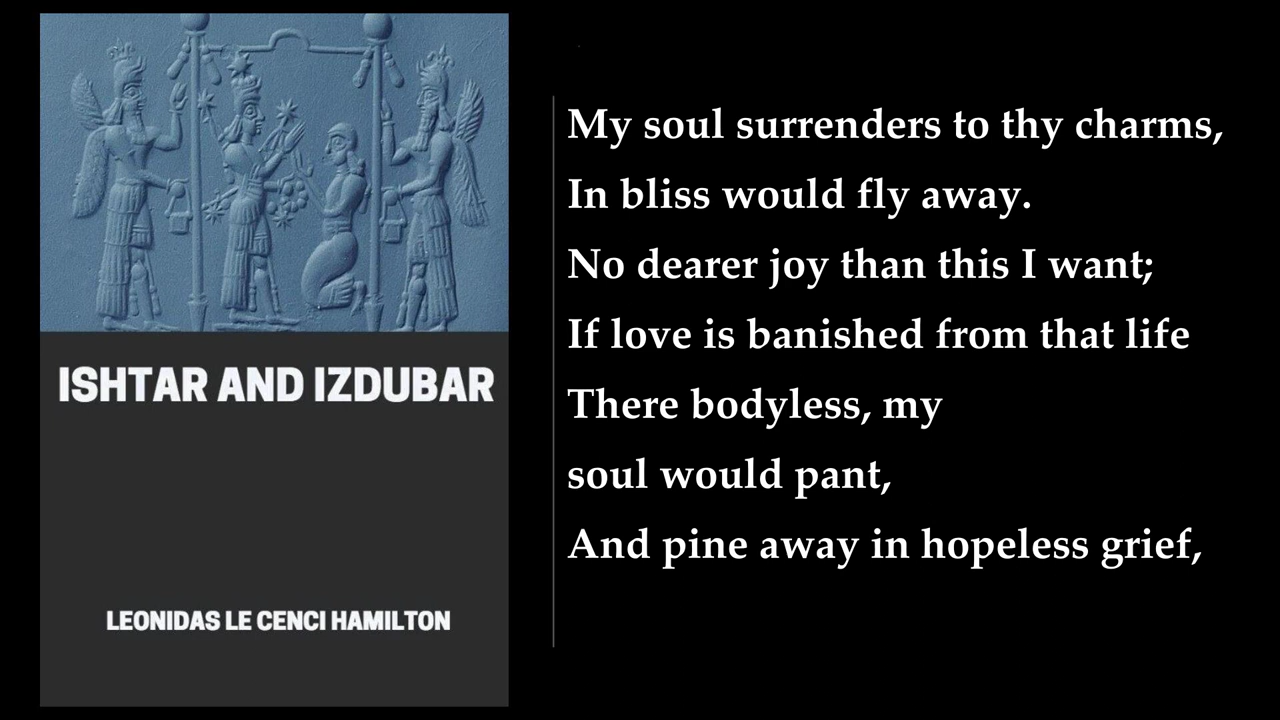 ISHTAR AND IZDUBAR
LEONIDAS LE CENCI HAMILTON
My soul surrenders to thy charms,
In bliss would fly away.
No dearer joy than this I want;
If love is banished from that life
There bodyless, my
soul would pant,
And pine away in hopeless grief,